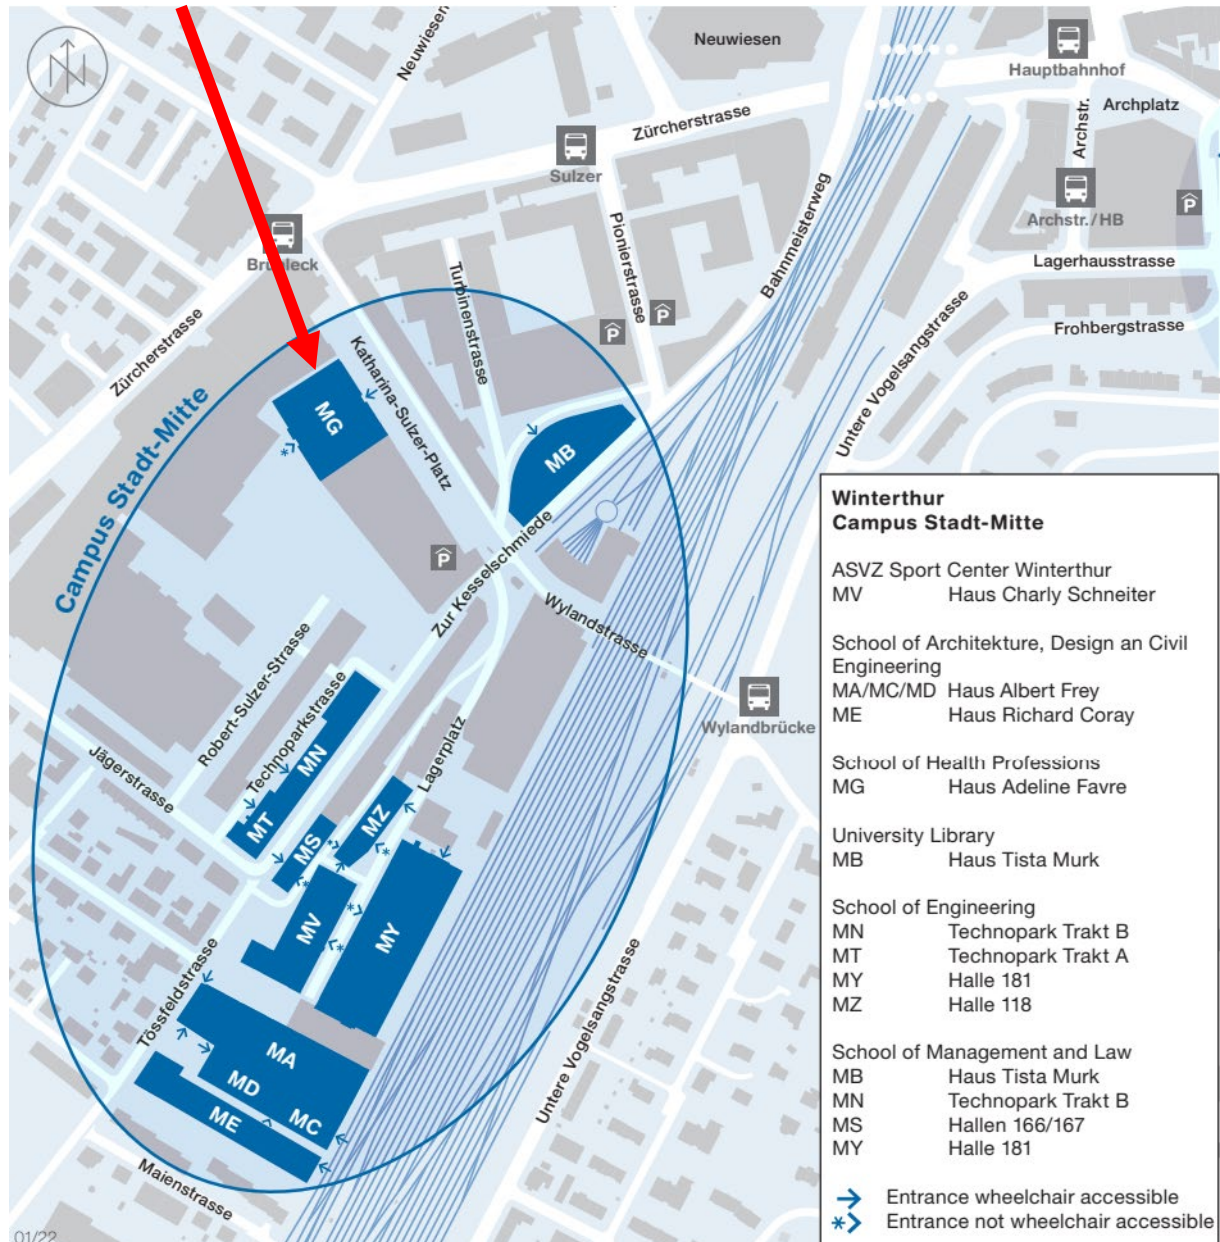 Neuwiesen
Neuwiesen
Hauptbahnhof
Archplatz
Archstr.
Zürcherstrasse
Sulzer
Archstr./HB
P
Pionierstrasse
Bahnmeisterweg
Brühleck
Turbinenstrasse
Lagerhausstrasse
Frohbergstrasse
P
P
Zürcherstrasse
Katharina-Sulzer-Platz
Untere Vogelsangstrasse
MG
MB
Campus Stadt-Mitte
P
Zur Kesselschmiede
Wylandstrasse
Wylandbrücke
Robert-Sulzer-Strasse
Technoparkstrasse
Jägerstrasse
Lagerplatz
MN
MT
MS
MZ
MV
MY
Tössfeldstrasse
Untere Vogelsangstrasse
MA
MD
MC
ME
Maienstrasse
01/22
Winterthur
Campus Stadt-Mitte
ASVZ Sport Center Winterthur
MV Haus Charly Schneiter
School of Architekture, Design an Civil
Engineering
MA/MC/MD Haus Albert Frey
ME Haus Richard Coray
School of Health Professions
MG Haus Adeline Favre
University Library
MB Haus Tista Murk
School of Engineering
MN Technopark Trakt B
MT Technopark Trakt A
MY Halle 181
MZ Halle 118
School of Management and Law
MB Haus Tista Murk
MN Technopark Trakt B
MS Hallen 166/167
MY Halle 181
Entrance wheelchair accessible
* Entrance not wheelchair accessible